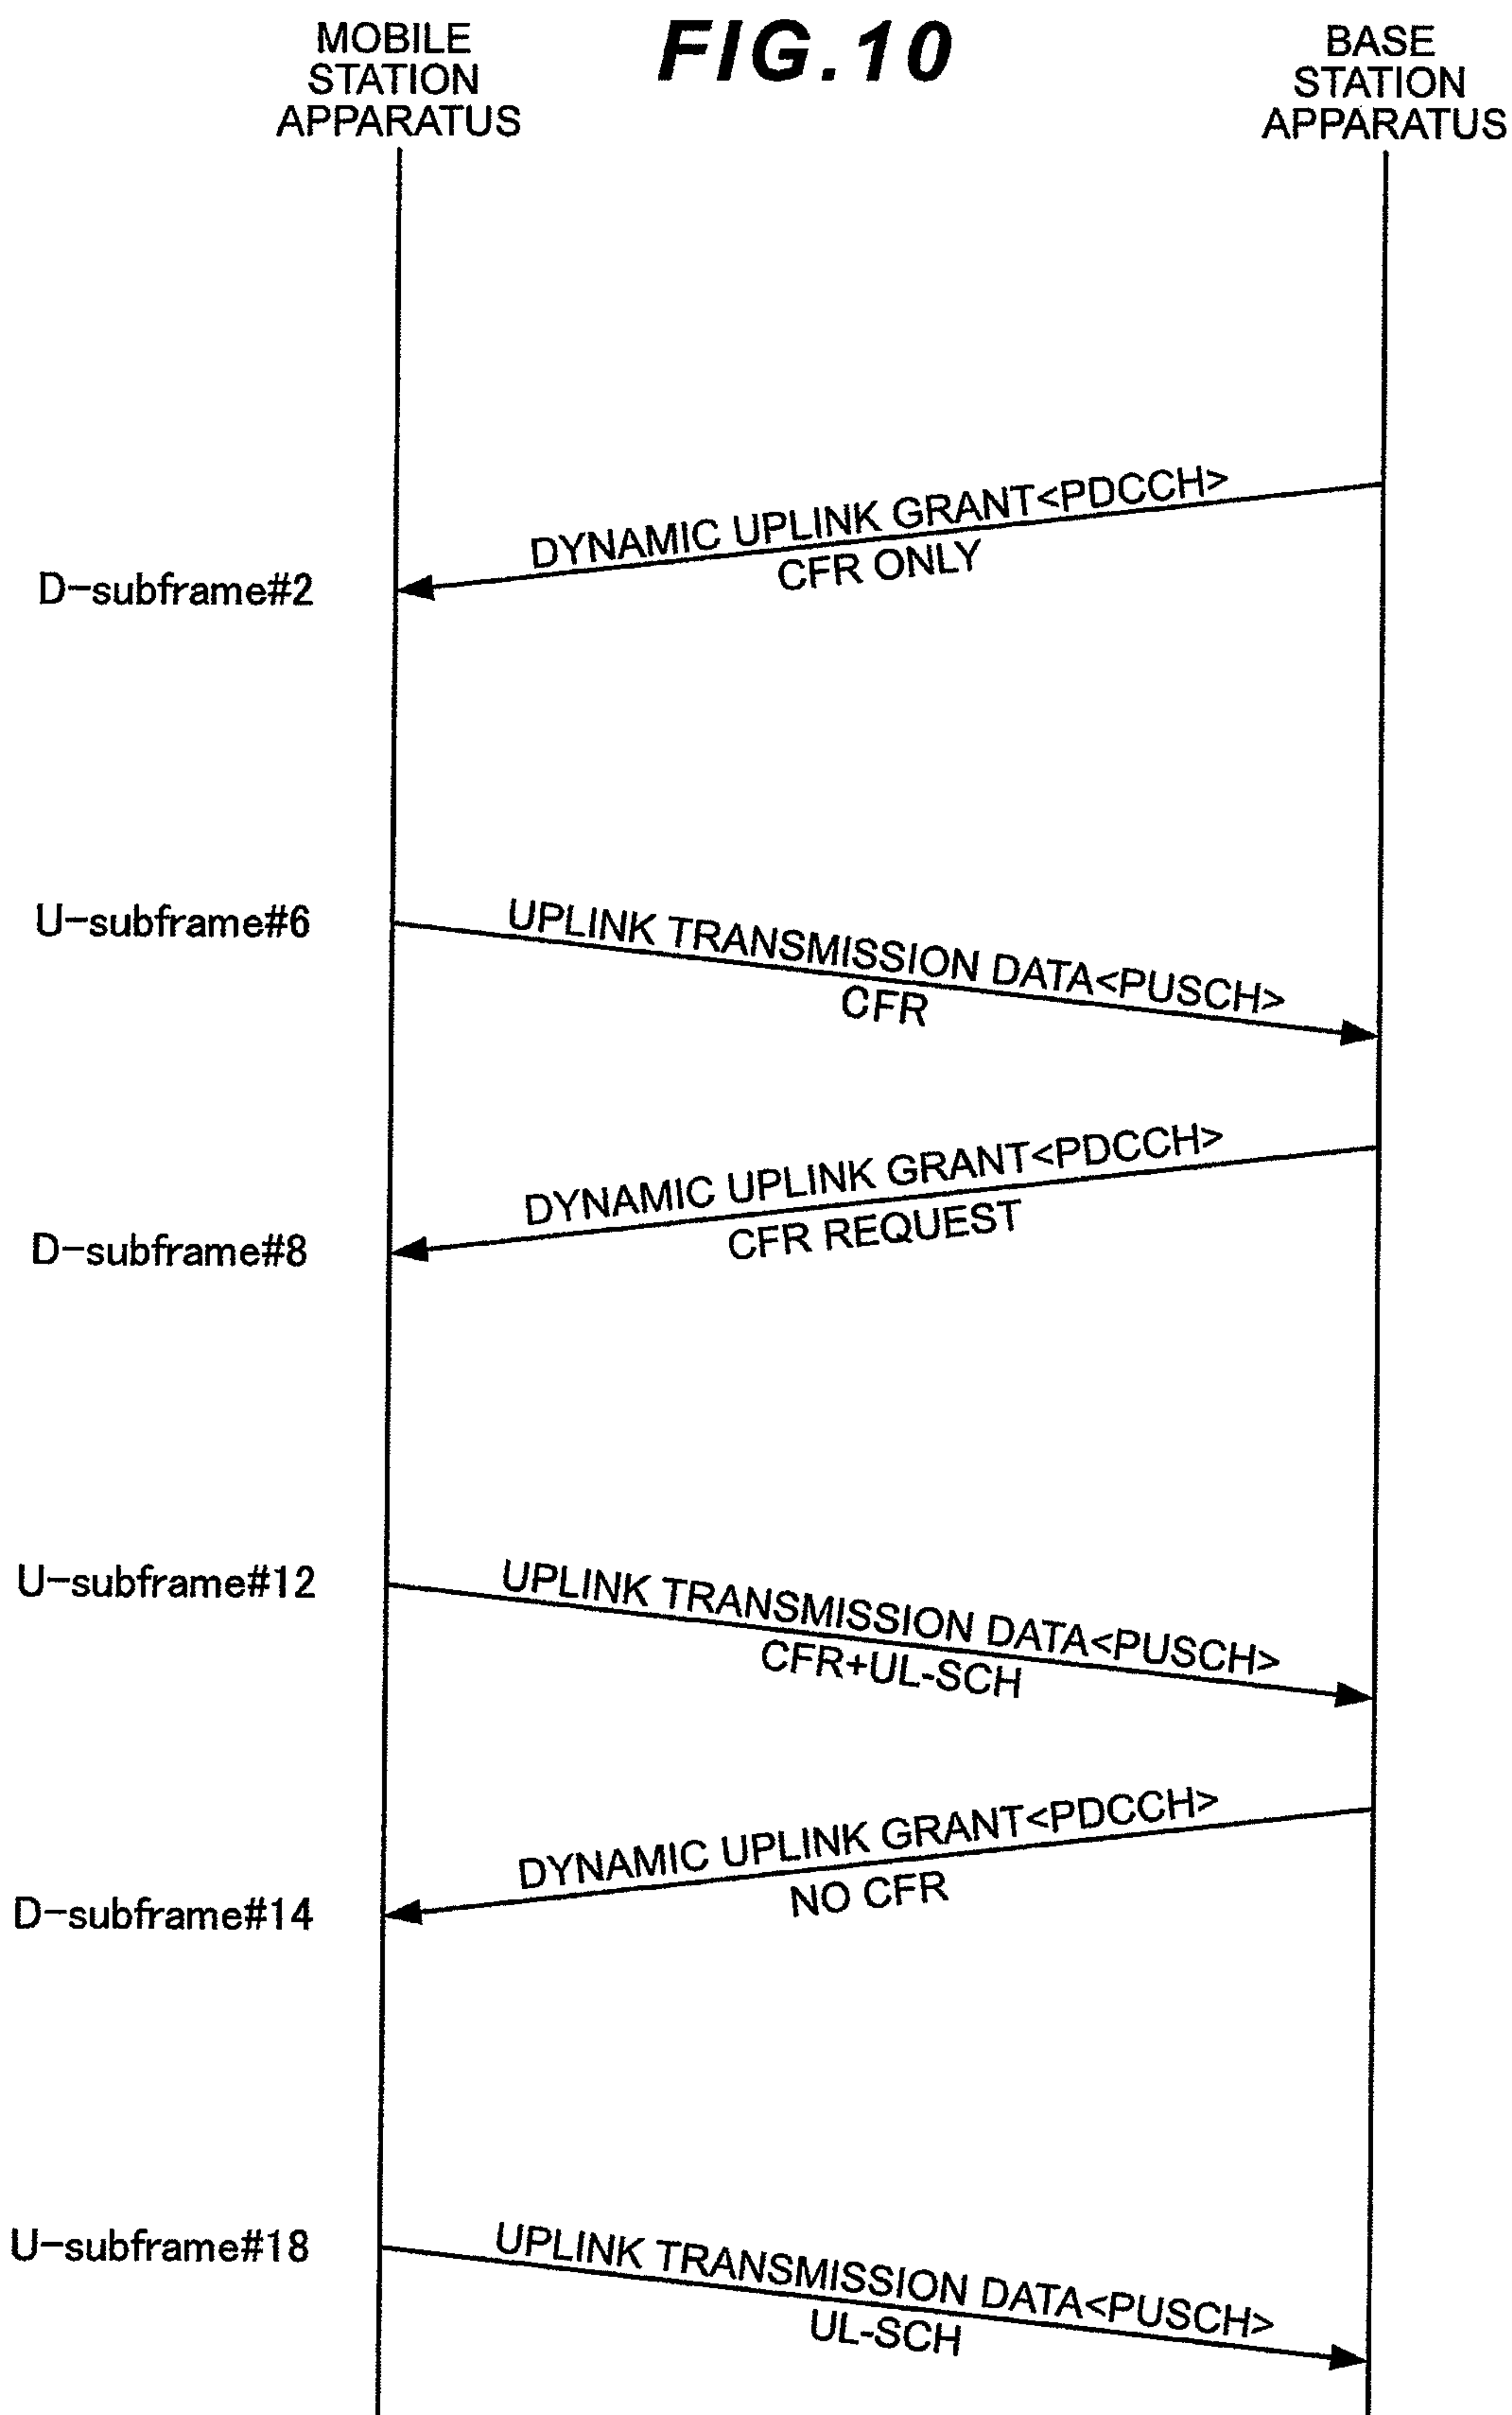 FIG.10
MOBILE
STATION
APPARATUS
BASE
STATION
APPARATUS
DYNAMIC UPLINK GRANT<PDCCH>
CFR ONLY
D-subframe#2
U-subframe#6
UPLINK TRANSMISSION DATA<PUSCH>
CFR
DYNAMIC UPLINK GRANT<PDCCH>
CFR REQUEST
D-subframe#8
U-subframe#12
UPLINK TRANSMISSION DATA<PUSCH>
CFR+UL-SCH
DYNAMIC UPLINK GRANT<PDCCH>
NO CFR
D-subframe#14
U-subframe#18
UPLINK TRANSMISSION DATA<PUSCH>
UL-SCH